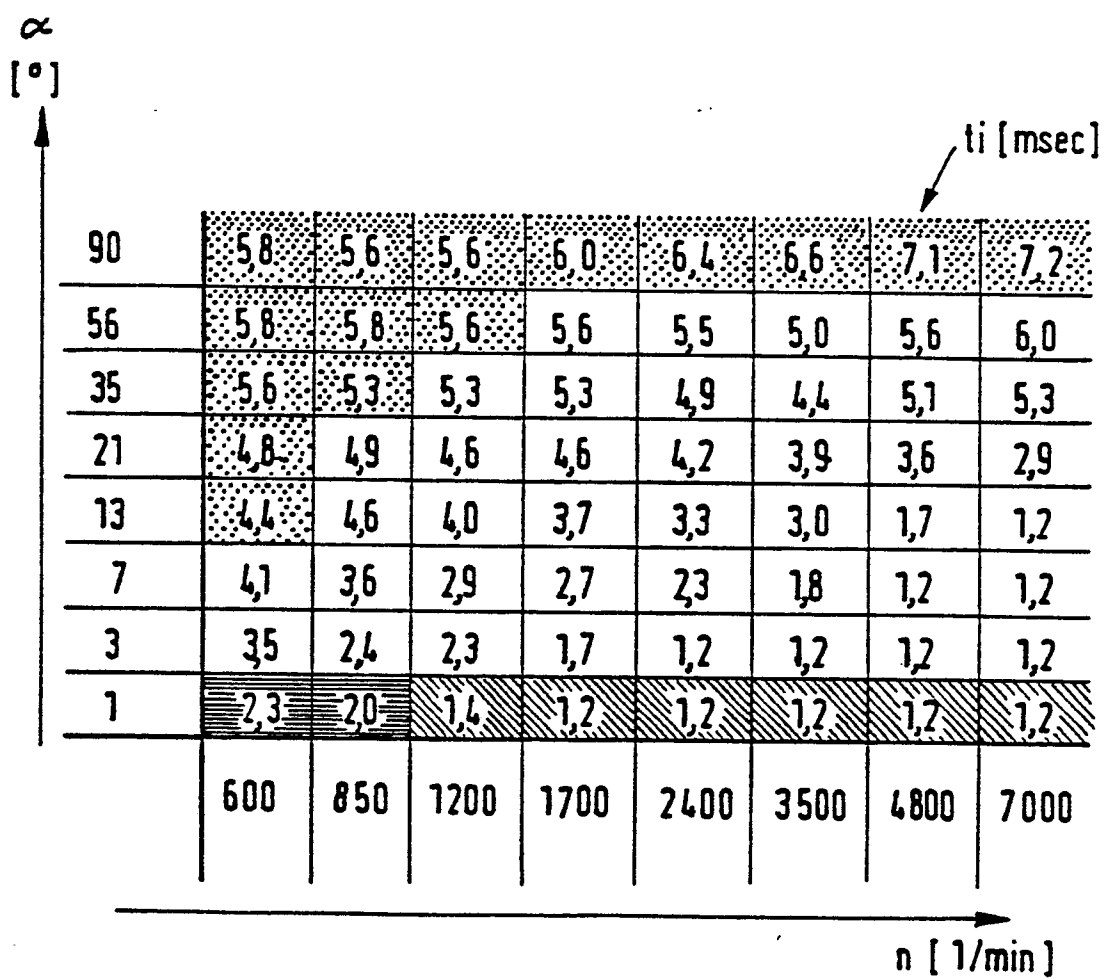 α
[°]
ti [msec]
90 5,8 5,6 5,6 6,0 6,4 6,6 7,1 7,2
56 5,8 5,8 5,6 5,6 5,5 5,0 5,6 6,0
35 5,6 5,3 5,3 5,3 4,9 4,4 5,1 5,3
21 4,8 4,9 4,6 4,6 4,2 3,9 3,6 2,9
13 4,4 4,6 4,0 3,7 3,3 3,0 1,7 1,2
7 4,1 3,6 2,9 2,7 2,3 1,8 1,2 1,2
3 3,5 2,4 2,3 1,7 1,2 1,2 1,2 1,2
1 2,3 2,0 1,4 1,2 1,2 1,2 1,2 1,2
600 850 1200 1700 2400 3500 4800 7000
n [1/min]